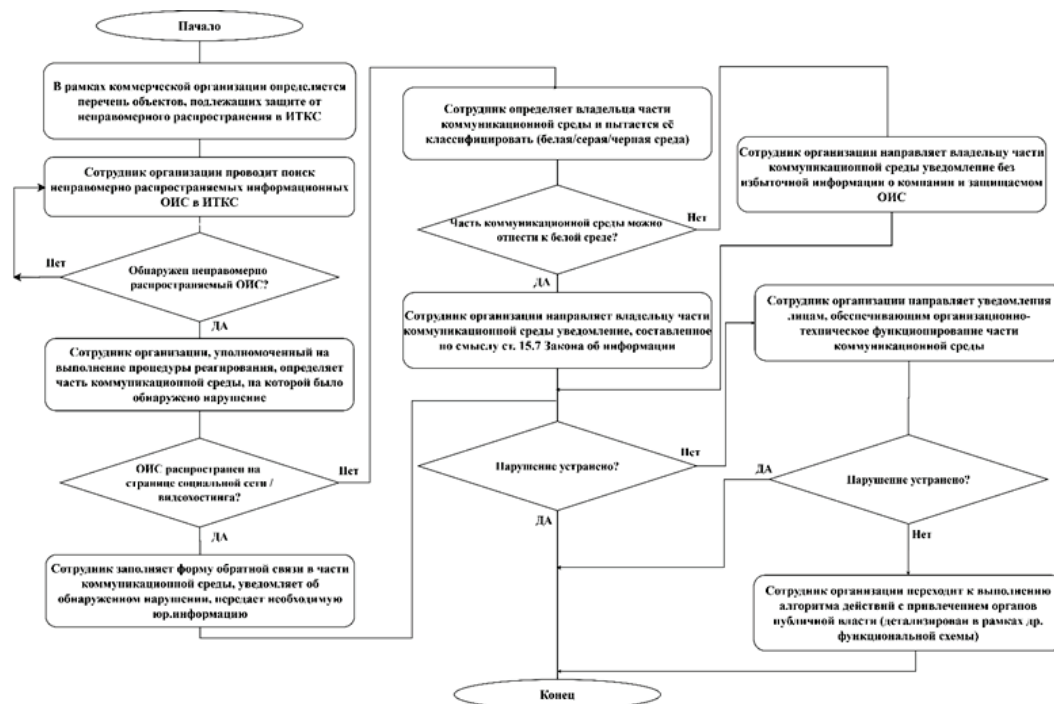 Начало
В рамках коммерческой организации определяется
перечень объектов, подлежащих защите от
неправомерного распространения в ИТКС
Сотрудник организации проводит поиск
неправомерно распространяемых информационных
ОИС в ИТКС
Нет
Обнаружен неправомерно
распространяемый ОИС?
ДА
Сотрудник организации, уполномоченный на
выполнение процедуры реагирования, определяет
часть коммуникационной среды, на которой было
обнаружено нарушение
ОИС распространен на
странице социальной сети /
видеохостинга?
Нет
ДА
Сотрудник заполняет форму обратной связи в части
коммуникационной среды, уведомляет об
обнаруженном нарушении, передает необходимую
юр.информацию
Сотрудник определяет владельца части
коммуникационной среды и пытается её
классифицировать (белая/серая/черная среда)
Часть коммуникационной среды можно
отнести к белой среде?
Нет
ДА
Сотрудник организации направляет владельцу части
коммуникационной среды уведомление, составленное
по смыслу ст. 15.7 Закона об информации
Нарушение устранено?
Нет
ДА
Сотрудник организации направляет владельцу части
коммуникационной среды уведомление без
избыточной информации о компании и защищаемом
ОИС
Сотрудник организации направляет уведомления
лицам, обеспечивающим организационно-
техническое функционирование части
коммуникационной среды
ДА
Нарушение устранено?
Нет
Сотрудник организации переходит к выполнению
алгоритма действий с привлечением органов
публичной власти (детализирован в рамках др.
функциональной схемы)
Конец